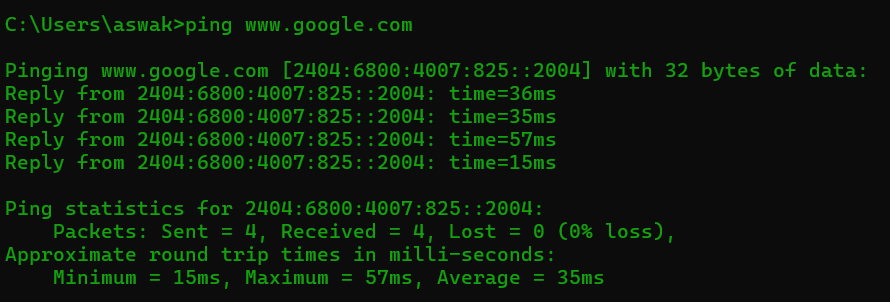 C:\Users\aswak>ping www.google.com
Pinging www.google.com [2404:6800:4007:825::2004] with 32 bytes of data:
Reply from 2404:6800:4007:825::2004: time=36ms
Reply from 2404:6800:4007:825::2004: time=35ms
Reply from 2404:6800:4007:825::2004: time=57ms
Reply from 2404:6800:4007:825::2004: time=15ms
Ping statistics for 2404:6800:4007:825::2004:
Packets: Sent = 4, Received = 4, Lost = 0 (0% loss),
Approximate round trip times in milli-seconds:
Minimum = 15ms, Maximum = 57ms, Average = 35ms